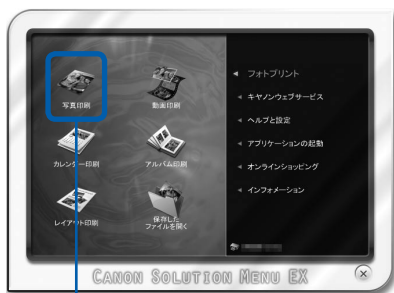 写真印刷
動画印刷
カレンダー印刷
アルバム印刷
レイアウト印刷
保存した
ファイルを開く
◀ フォトプリント
◀ キヤノンウェブサービス
◀ ヘルプと設定
◀ アプリケーションの起動
◀ オンラインショッピング
◀ インフォメーション
CANON SOLUTION MENU EX